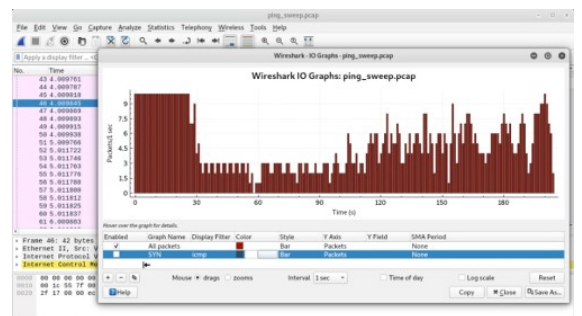 ping_sweep.pcap
File Edit View Go Capture Analyze Statistics Telephony Wireless Tools Help
Apply a display filter
Wireshark · IO Graphs · ping_sweep.pcap
No. Time
43 4.009761
44 4.009787
45 4.009819
46 4.009845
47 4.009869
48 4.009893
49 4.009915
50 4.009938
51 5.009766
52 5.011722
53 5.011746
54 5.011763
55 5.011776
56 5.011788
57 5.011800
58 5.011812
59 5.011825
60 5.011837
61 6.009883
Wireshark IO Graphs: ping_sweep.pcap
Packets/1 sec
9
7.5
6
4.5
3
1.5
0
0 30 60 90 120 150 180
Time (s)
Hover over the graph for details.
Enabled Graph Name Display Filter Color Style Y Axis Y Field SMA Period
All packets Bar Packets None
SYN icmp Bar Packets None
Frame 46: 42 bytes
Ethernet II, Src: V
Internet Protocol V
Internet Control Me
+ − Mouse drags zooms Interval 1 sec Time of day Log scale Reset
Help Copy Close Save As...